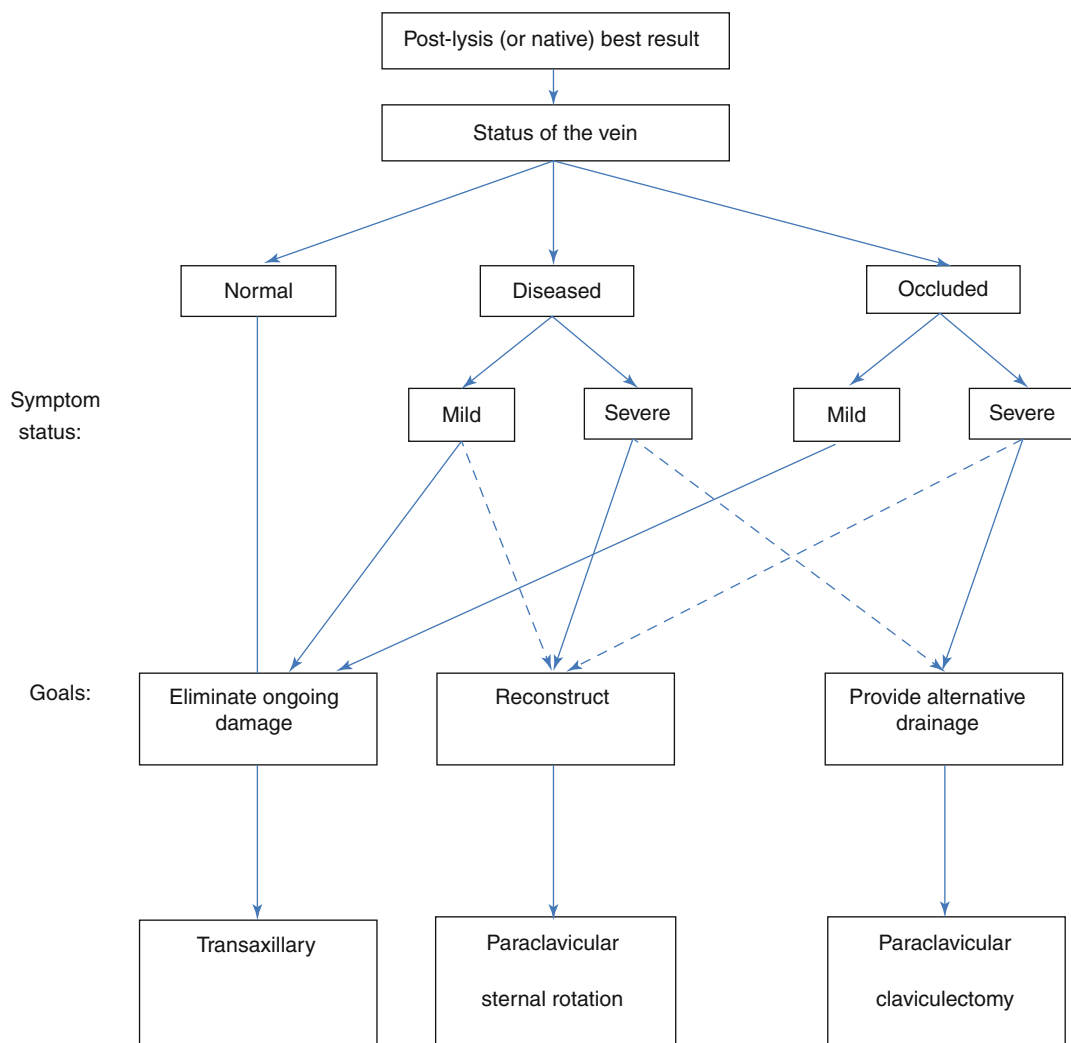 Post-lysis (or native) best result
Status of the vein
Normal
Diseased
Occluded
Symptom
status:
Mild
Severe
Mild
Severe
Goals:
Eliminate ongoing
damage
Reconstruct
Provide alternative
drainage
Transaxillary
Paraclavicular
sternal rotation
Paraclavicular
claviculectomy